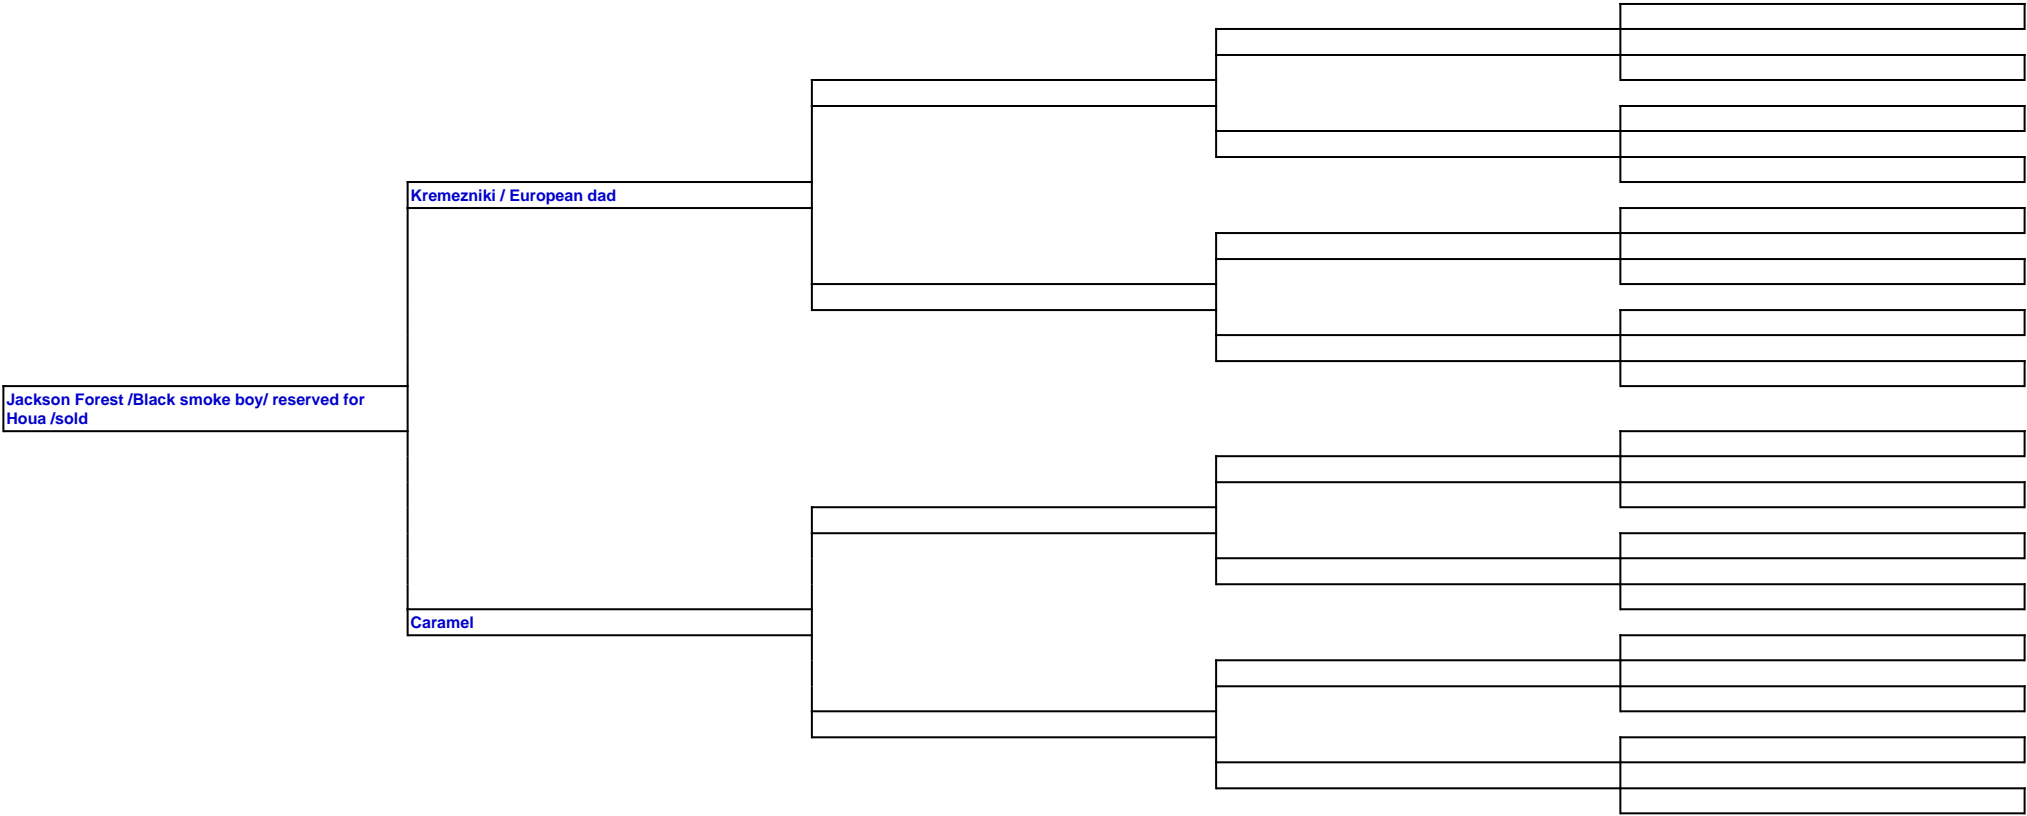 Kremezniki / European dad
Jackson Forest /Black smoke boy/ reserved for
Houa /sold
Caramel